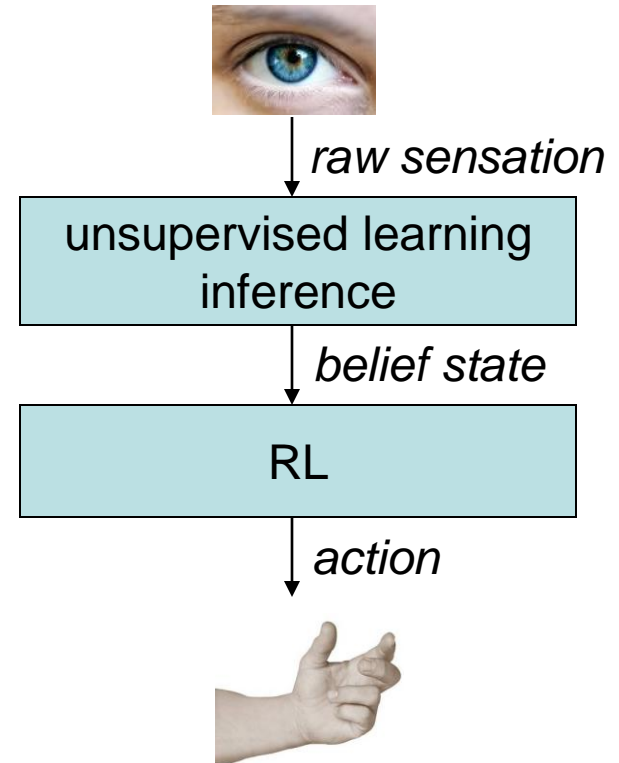 raw sensation
unsupervised learning
inference
belief state
RL
action